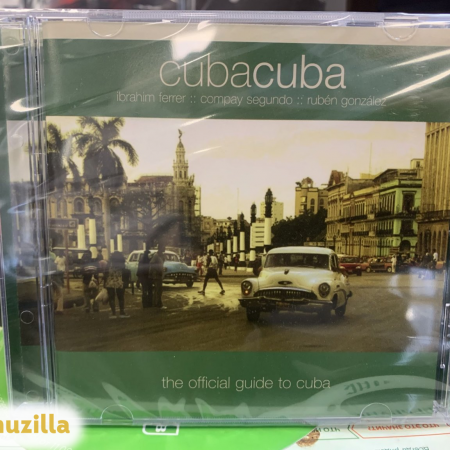 cubacuba
ibrahim ferrer :: compay segundo :: rubén gonzález
the official guide to cuba
uzilla